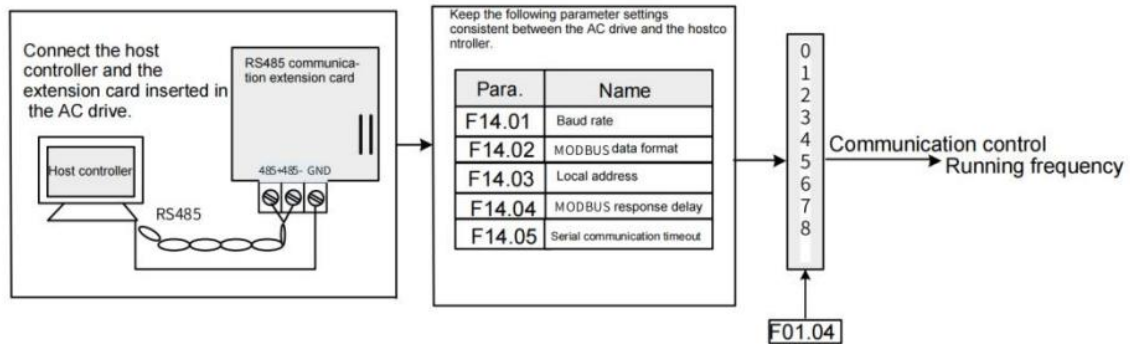 Connect the host
controller and the
extension card inserted in
the AC drive.
RS485 communica-
tion extension card
485+485- GND
Host controller
RS485
Keep the following parameter settings
consistent between the AC drive and the hostco
ntroller.
Para. Name
F14.01 Baud rate
F14.02 MODBUS data format
F14.03 Local address
F14.04 MODBUS response delay
F14.05 Serial communication timeout
0
1
2
3
4
5
6
7
8
Communication control
Running frequency
F01.04